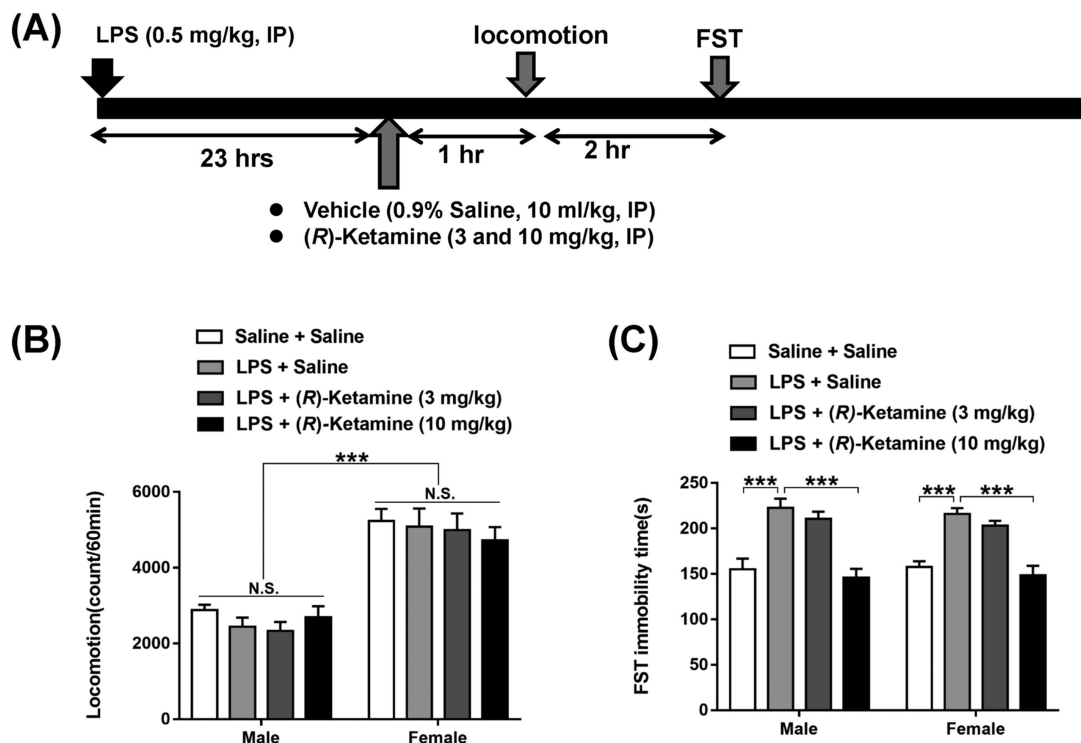 (A)
LPS (0.5 mg/kg, IP)
locomotion
FST
23 hrs
1 hr
2 hr
● Vehicle (0.9% Saline, 10 ml/kg, IP)
● (R)-Ketamine (3 and 10 mg/kg, IP)
(B)
Saline + Saline
LPS + Saline
LPS + (R)-Ketamine (3 mg/kg)
LPS + (R)-Ketamine (10 mg/kg)
***
N.S.
N.S.
Locomotion(count/60min)
6000
4000
2000
0
Male
Female
(C)
Saline + Saline
LPS + Saline
LPS + (R)-Ketamine (3 mg/kg)
LPS + (R)-Ketamine (10 mg/kg)
*** ***
*** ***
FST immobility time(s)
250
200
150
100
50
0
Male
Female